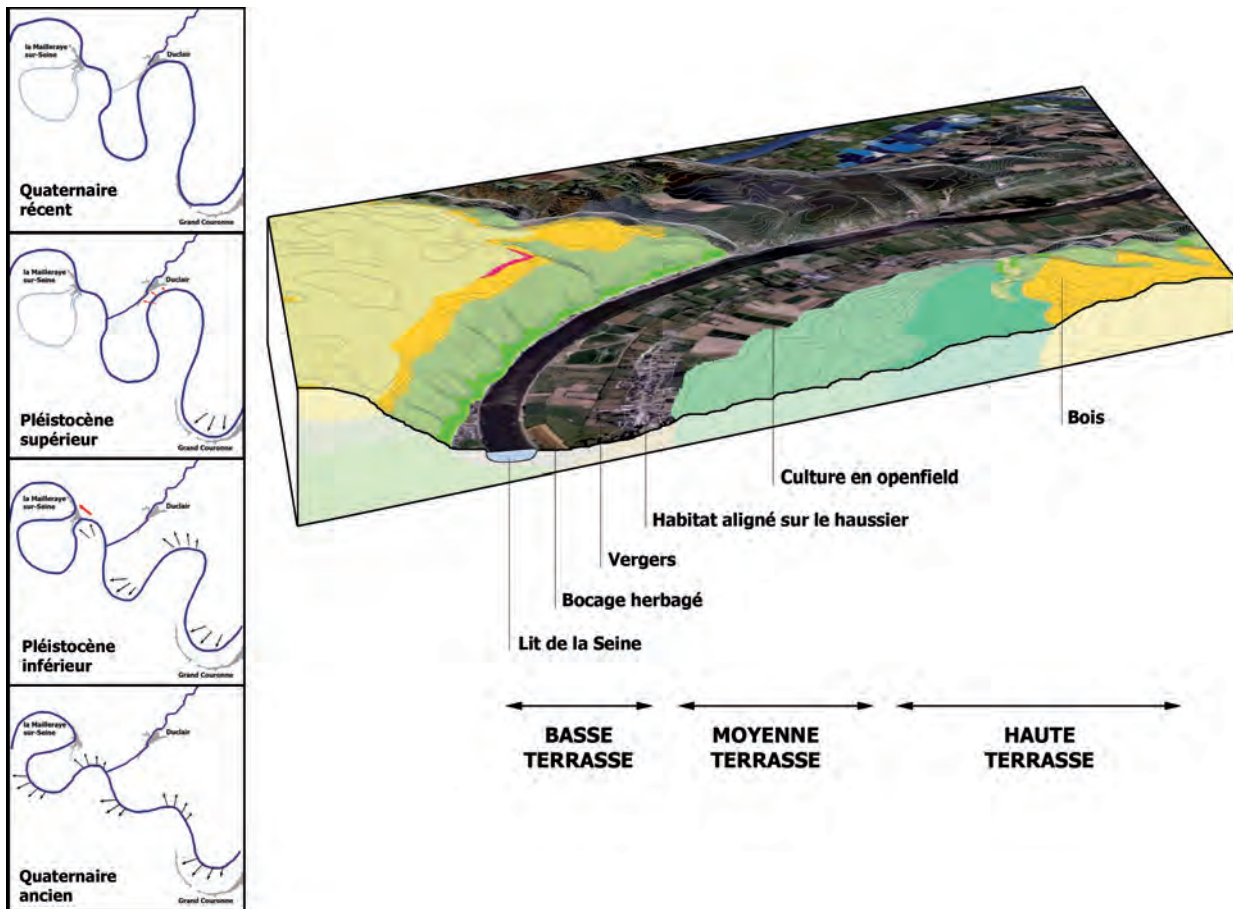 la Mailleraye
sur-Seine
Duclair
Quaternaire
récent
Grand Couronne
la Mailleraye
sur-Seine
Duclair
Pléistocène
supérieur
Grand Couronne
la Mailleraye
sur-Seine
Duclair
Pléistocène
inférieur
Grand Couronne
la Mailleraye
sur-Seine
Duclair
Quaternaire
ancien
Grand Couronne
Bois
Culture en openfield
Habitat aligné sur le haussier
Vergers
Bocage herbagé
Lit de la Seine
BASSE
TERRASSE
MOYENNE
TERRASSE
HAUTE
TERRASSE